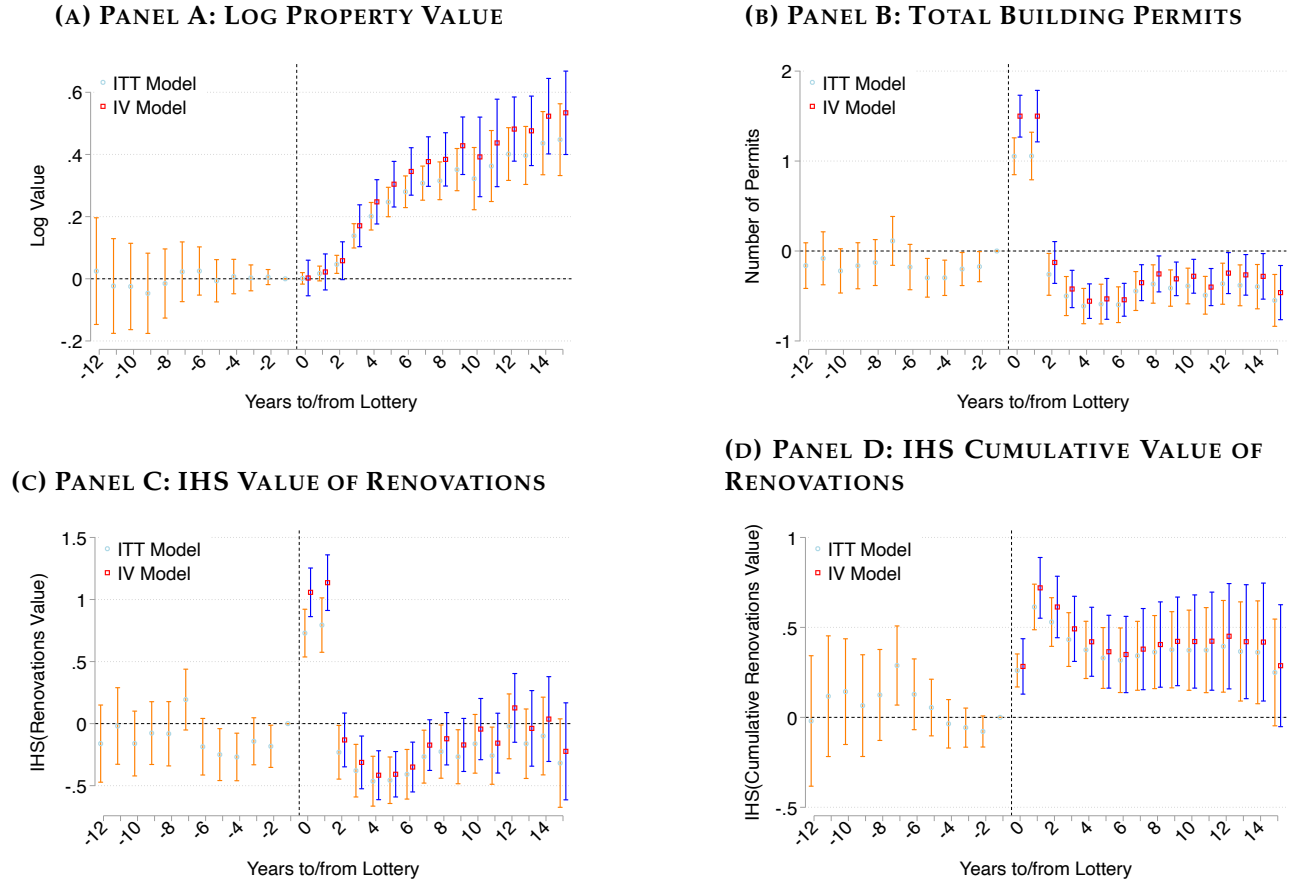 (A) PANEL A: LOG PROPERTY VALUE
ITT Model
IV Model
.6
.4
.2
0
-.2
Log Value
-12 -10 -8 -6 -4 -2 0 2 4 6 8 10 12 14
Years to/from Lottery
(B) PANEL B: TOTAL BUILDING PERMITS
ITT Model
IV Model
2
1
0
-1
Number of Permits
-12 -10 -8 -6 -4 -2 0 2 4 6 8 10 12 14
Years to/from Lottery
(C) PANEL C: IHS VALUE OF RENOVATIONS
ITT Model
IV Model
1.5
1
.5
0
-.5
IHS(Renovations Value)
-12 -10 -8 -6 -4 -2 0 2 4 6 8 10 12 14
Years to/from Lottery
(D) PANEL D: IHS CUMULATIVE VALUE OF
RENOVATIONS
ITT Model
IV Model
1
.5
0
-.5
IHS(Cumulative Renovations Value)
-12 -10 -8 -6 -4 -2 0 2 4 6 8 10 12 14
Years to/from Lottery